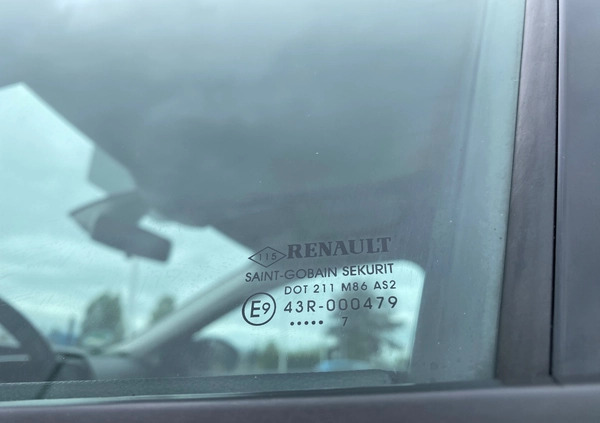 115 RENAULT
SAINT-GOBAIN SEKURIT
DOT 211 M86 AS2
E9 43R-000479
..... 7